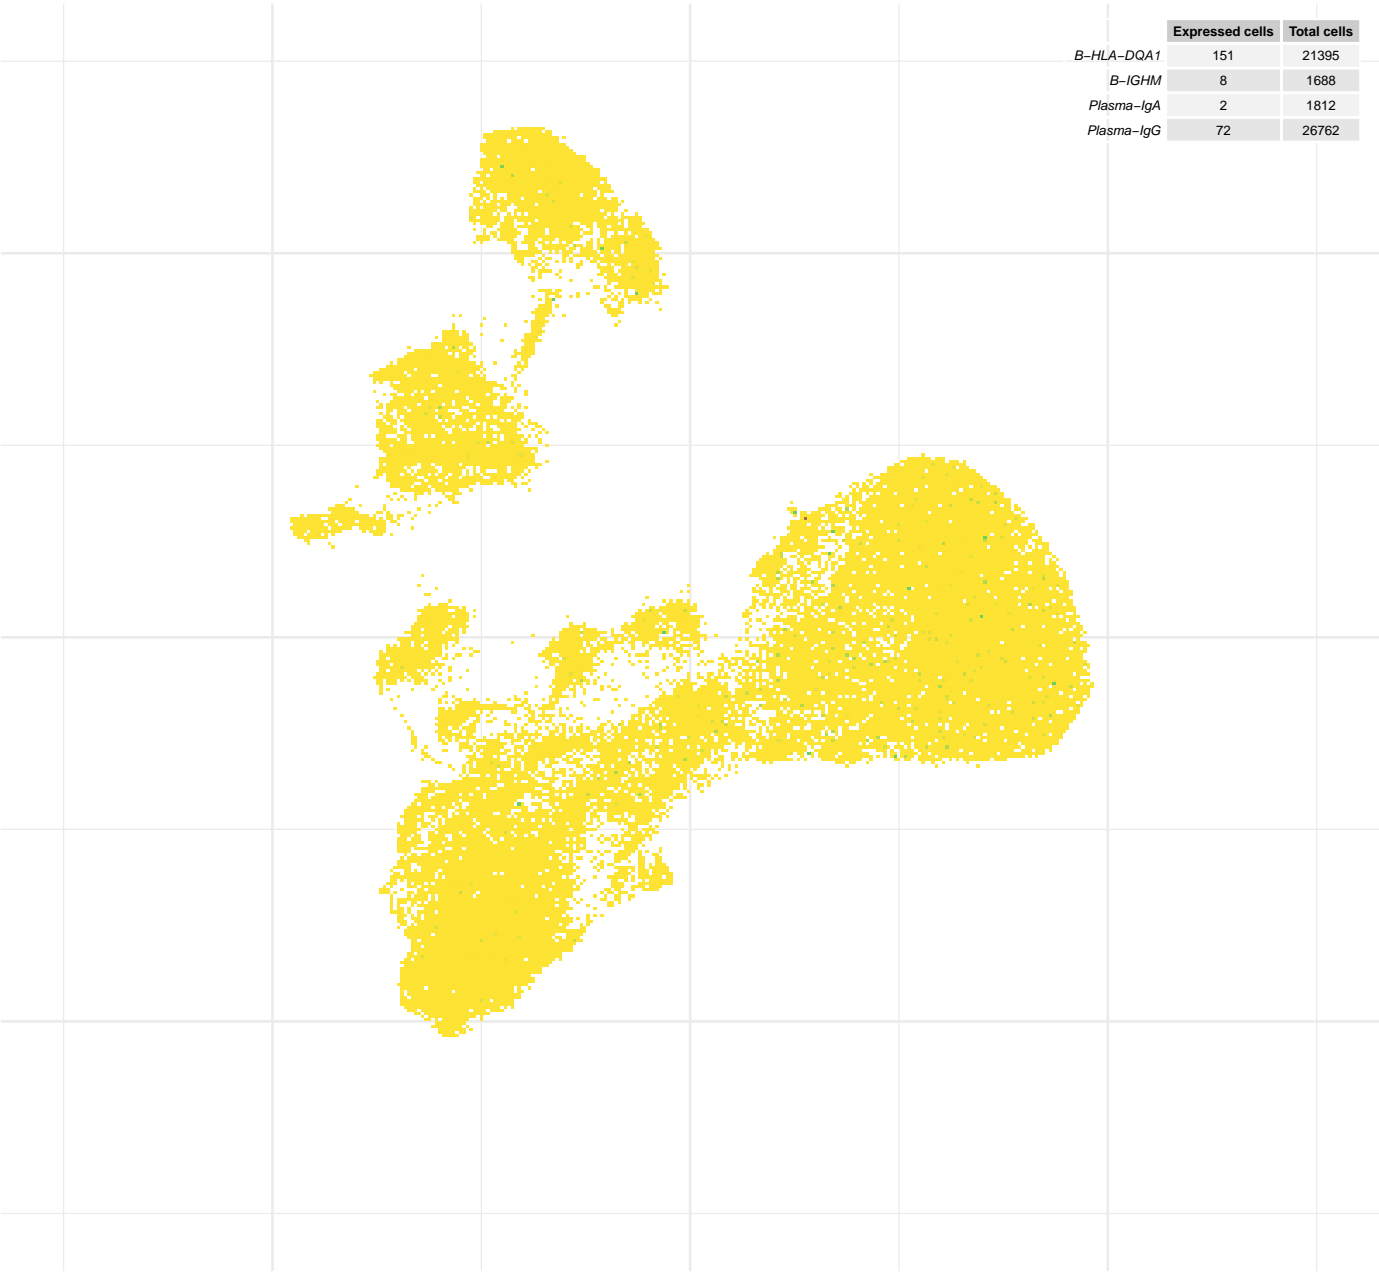 Expressed cells Total cells
B−HLA−DQA1 151 21395
B−IGHM 8 1688
Plasma−IgA 2 1812
Plasma−IgG 72 26762